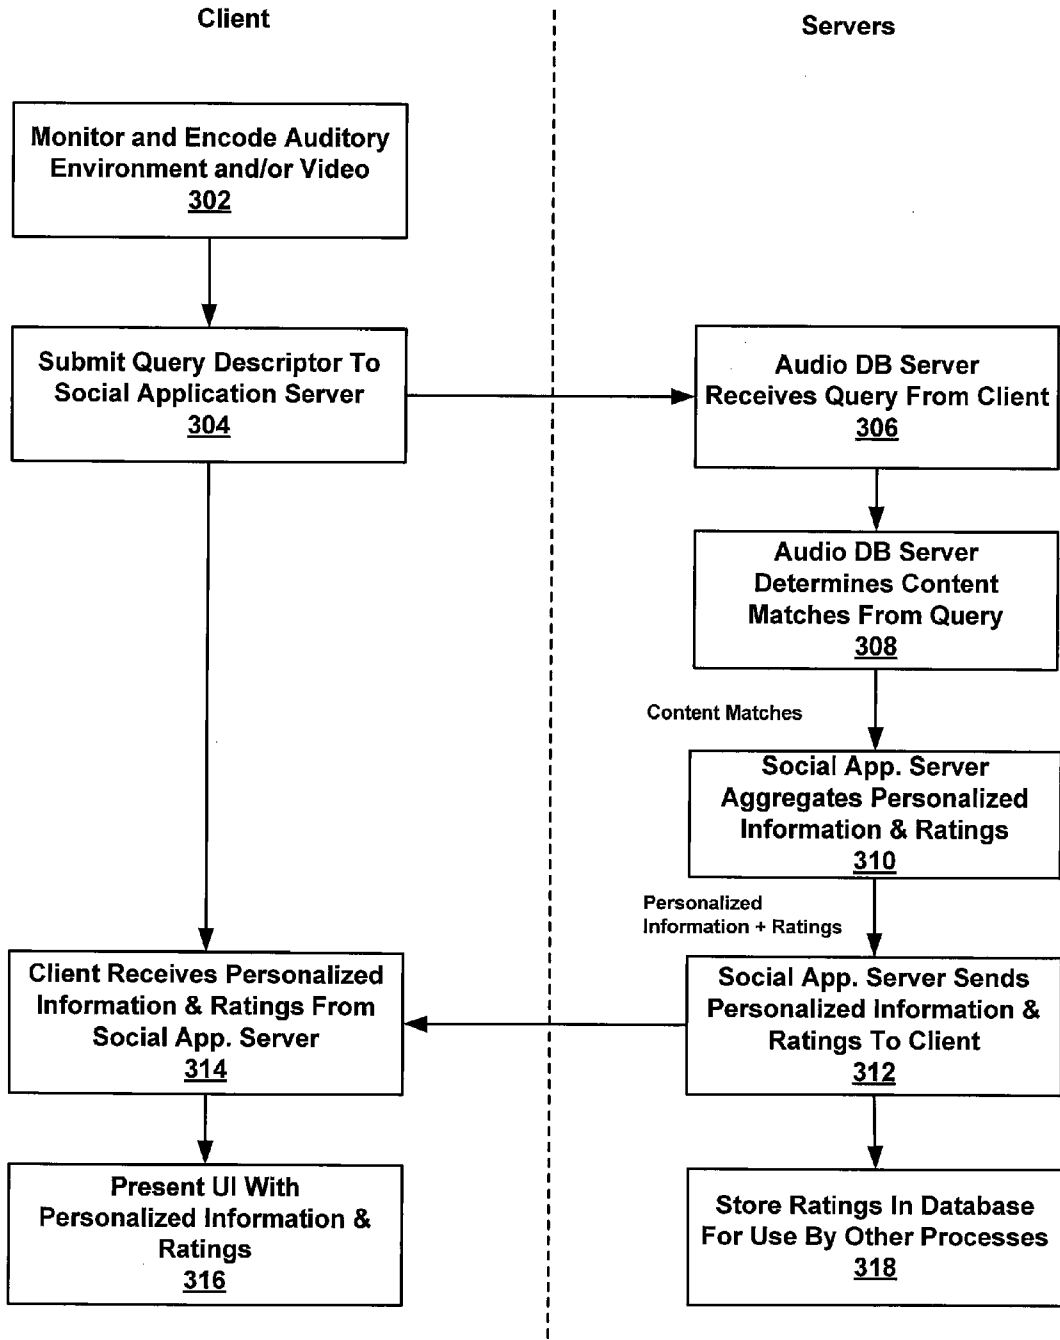 Client
Servers
Monitor and Encode Auditory
Environment and/or Video
302
Submit Query Descriptor To
Social Application Server
304
Audio DB Server
Receives Query From Client
306
Audio DB Server
Determines Content
Matches From Query
308
Content Matches
Social App. Server
Aggregates Personalized
Information & Ratings
310
Personalized
Information + Ratings
Client Receives Personalized
Information & Ratings From
Social App. Server
314
Social App. Server Sends
Personalized Information &
Ratings To Client
312
Present UI With
Personalized Information &
Ratings
316
Store Ratings In Database
For Use By Other Processes
318